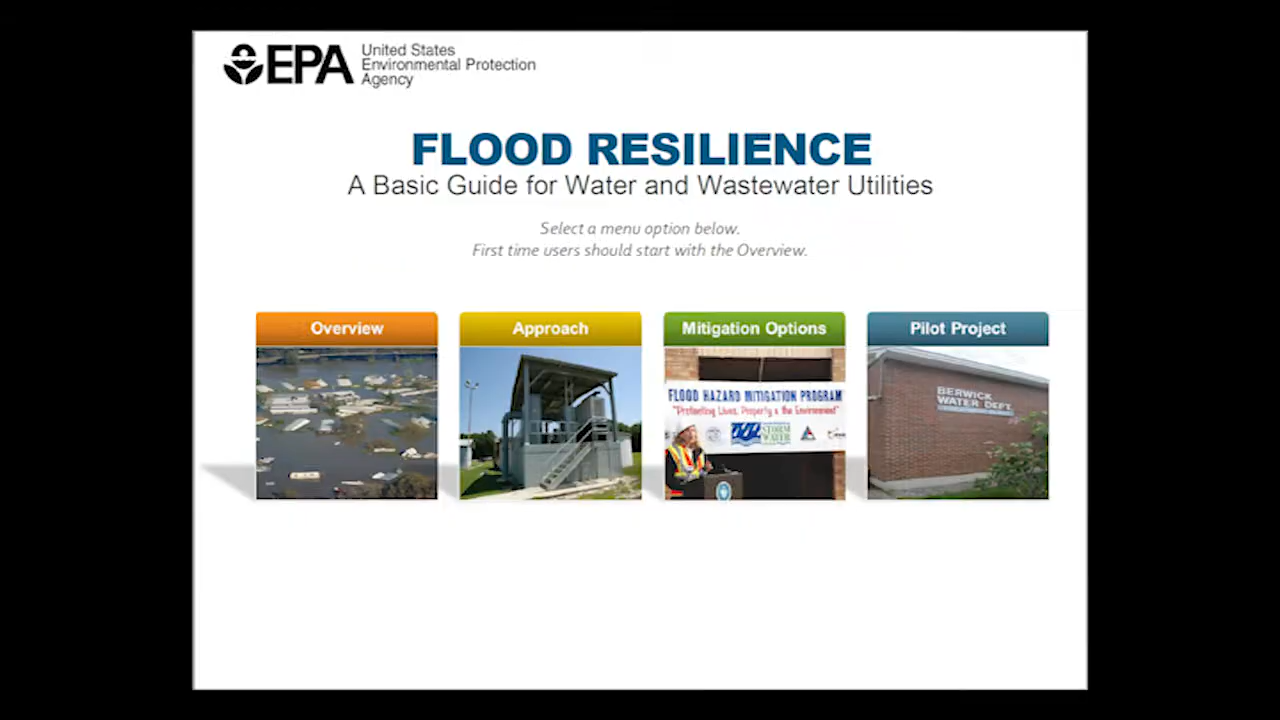 EPA
United States
Environmental Protection
Agency
FLOOD RESILIENCE
A Basic Guide for Water and Wastewater Utilities
Select a menu option below.
First time users should start with the Overview.
Overview
Approach
Mitigation Options
Pilot Project
FLOOD HAZARD MITIGATION PROGRAM
"Protecting Lives, Property & the Environment"
STORM
WATER
BERWICK
WATER DEPT.